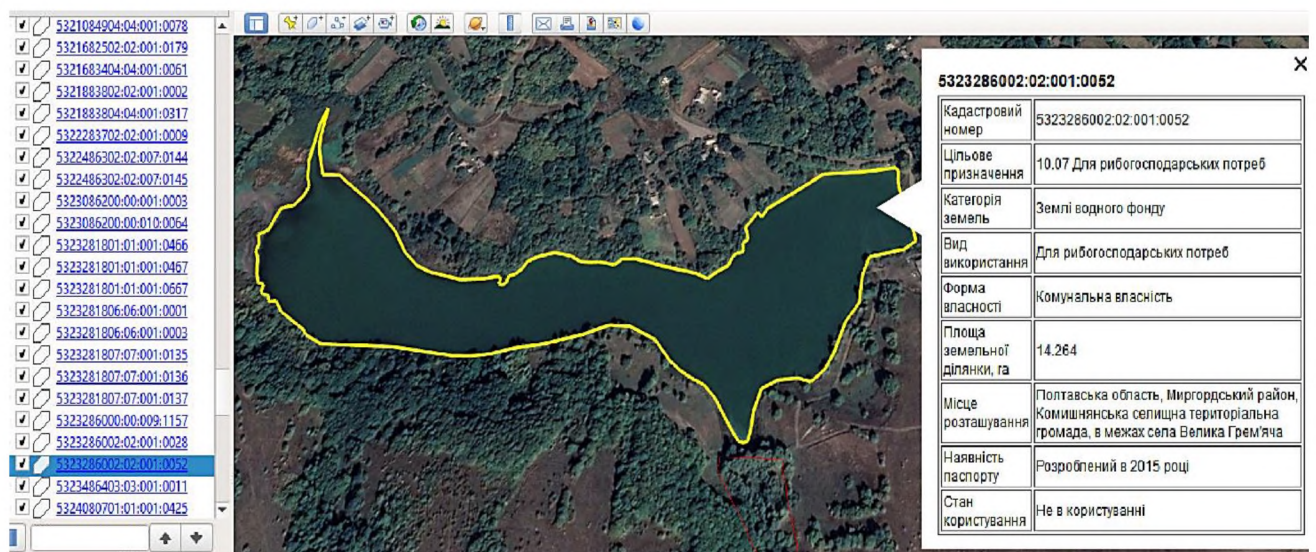 5321084904:04:001:0078
5321682502:02:001:0179
5321683404:04:001:0061
5321883802:02:001:0002
5321883804:04:001:0317
5322283702:02:001:0009
5322486302:02:007:0144
5322486302:02:007:0145
5323086200:00:001:0003
5323086200:00:010:0064
5323281801:01:001:0466
5323281801:01:001:0467
5323281801:01:001:0667
5323281806:06:001:0001
5323281806:06:001:0003
5323281807:07:001:0135
5323281807:07:001:0136
5323281807:07:001:0137
5323286000:00:009:1157
5323286002:02:001:0028
5323286002:02:001:0052
5323486403:03:001:0011
5324080701:01:001:0425
5323286002:02:001:0052
Кадастровий
номер
5323286002:02:001:0052
Цільове
призначення
10.07 Для рибогосподарських потреб
Категорія
земель
Землі водного фонду
Вид
використання
Для рибогосподарських потреб
Форма
власності
Комунальна власність
Площа
земельної
ділянки, га
14.264
Місце
розташування
Полтавська область, Миргордський район,
Комишнянська селищна територіальна
громада, в межах села Велика Грем'яча
Наявність
паспорту
Розроблений в 2015 році
Стан
користування
Не в користуванні